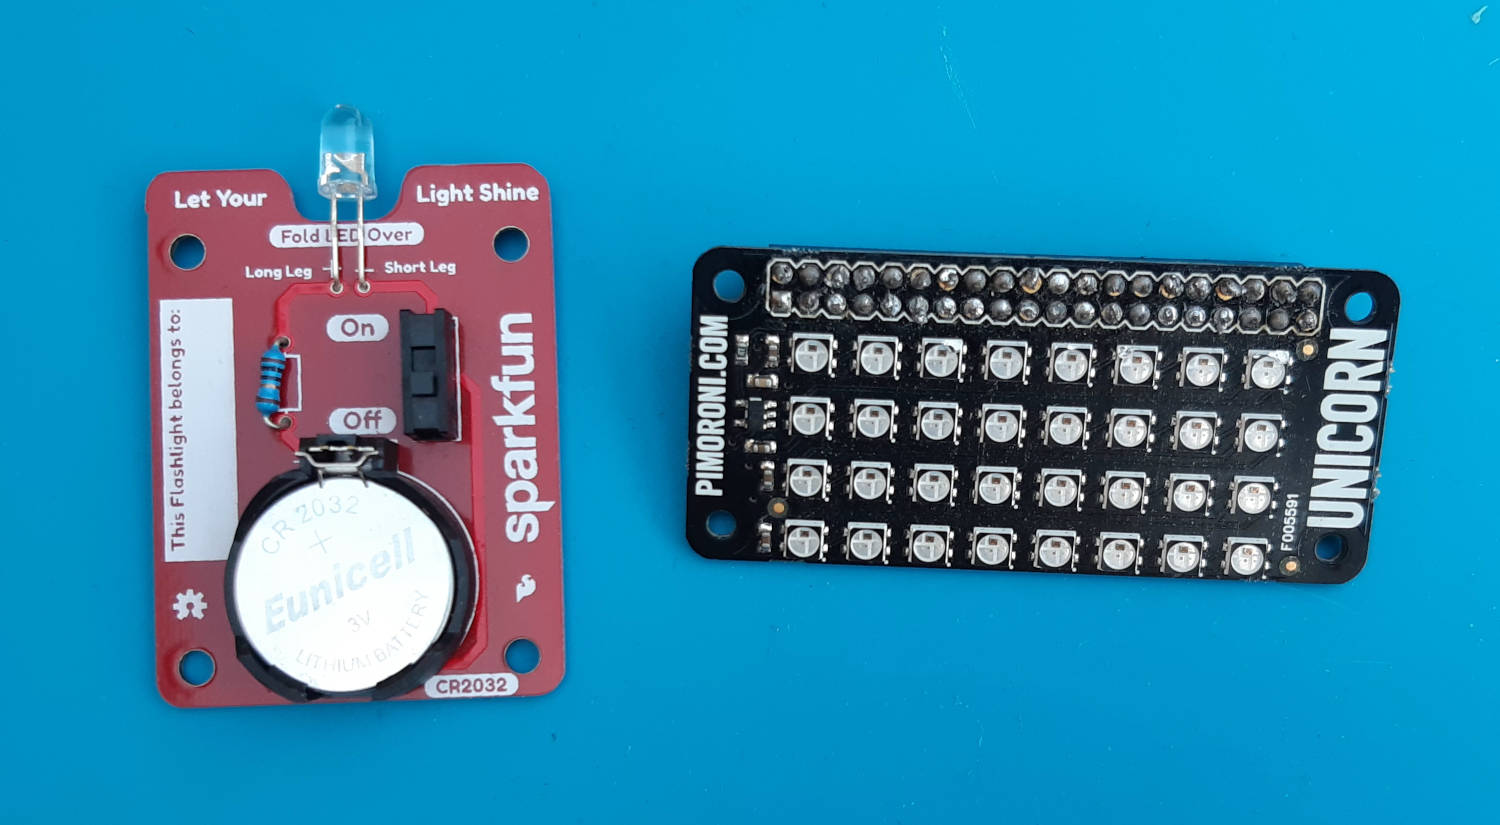 Let Your
Light Shine
Fold LED Over
Long Leg
Short Leg
On
Off
This Flashlight belongs to:
sparkfun
CR2032
+
Eunicell
3V
LITHIUM BATTERY
CR2032
PIMORONI.COM
UNICORN
F005591